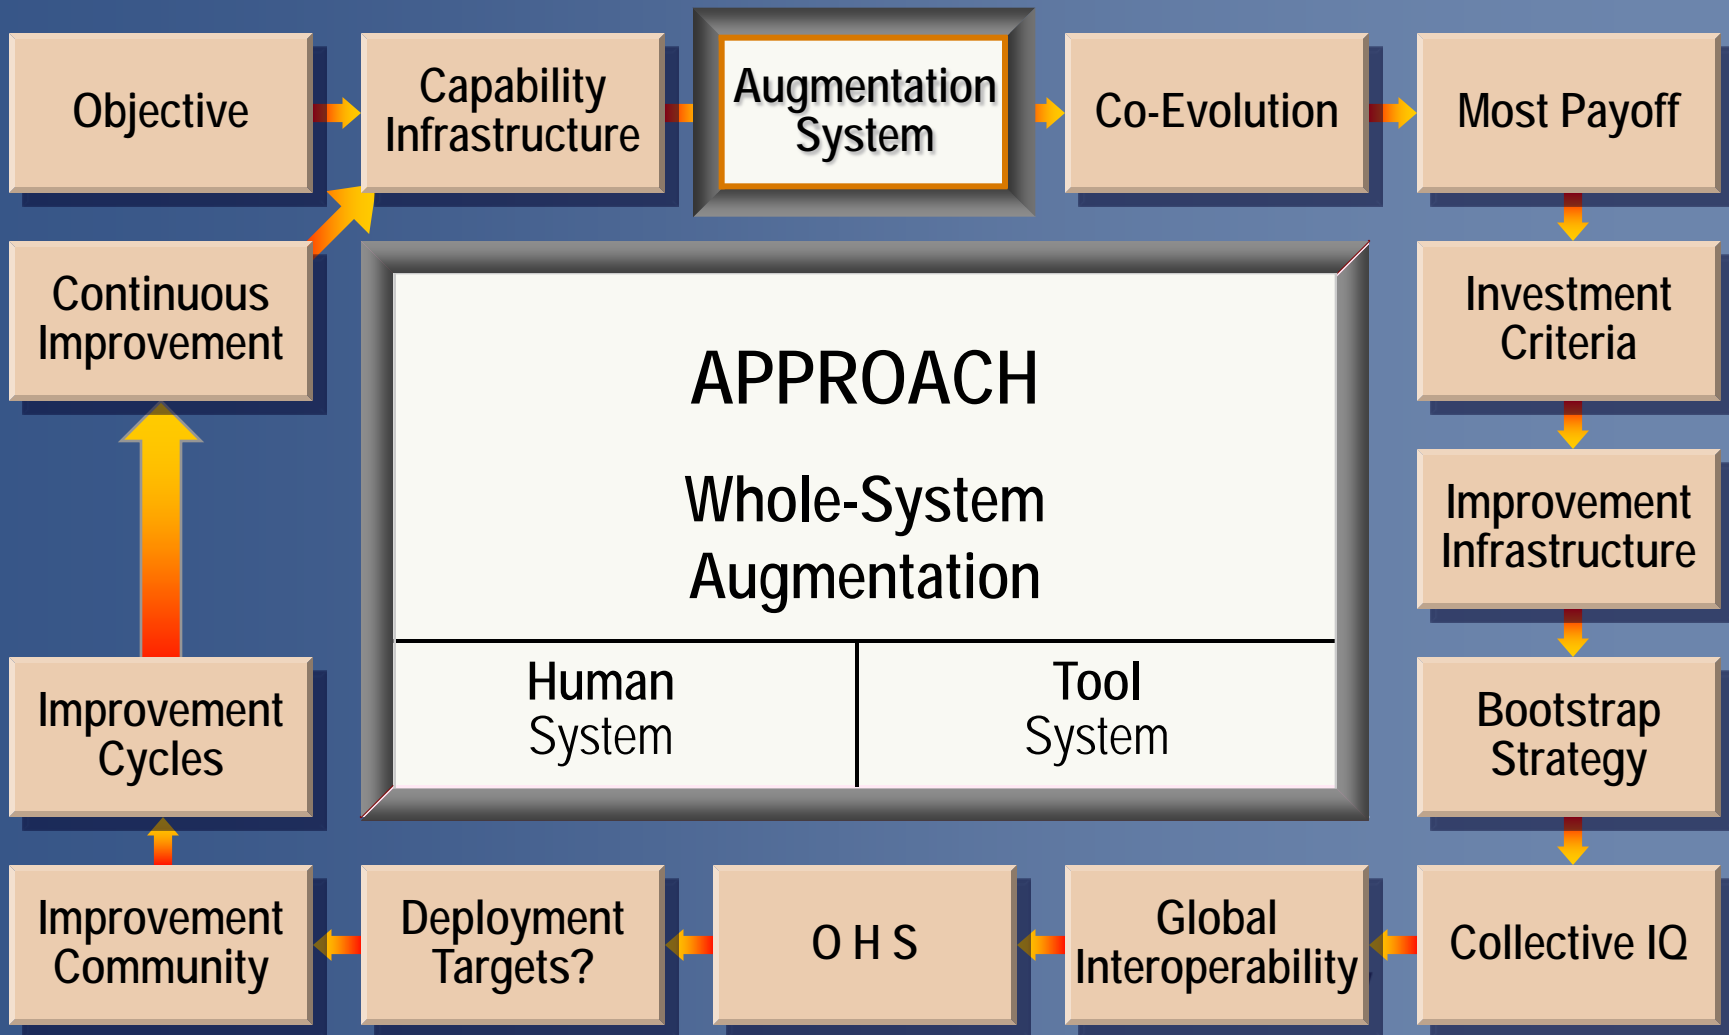 Objective
Capability
Infrastructure
Augmentation
System
Co-Evolution
Most Payoff
Continuous
Improvement
APPROACH
Whole-System
Augmentation
Human
System
Tool
System
Investment
Criteria
Improvement
Infrastructure
Improvement
Cycles
Bootstrap
Strategy
Improvement
Community
Deployment
Targets?
O H S
Global
Interoperability
Collective IQ